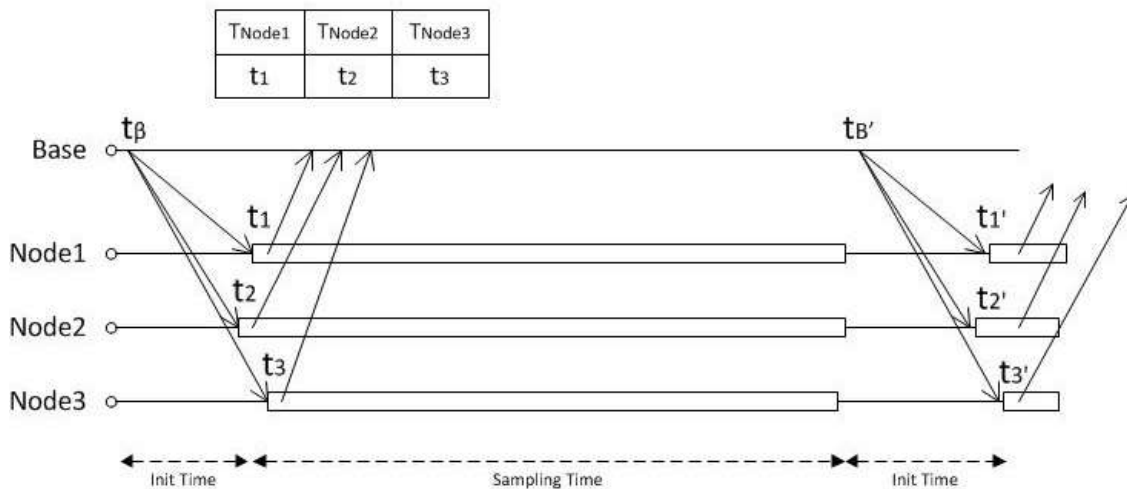 TNode1 TNode2 TNode3
t1 t2 t3
tβ tB'
Base
t1 t1'
Node1
t2 t2'
Node2
t3 t3'
Node3
Init Time Sampling Time Init Time